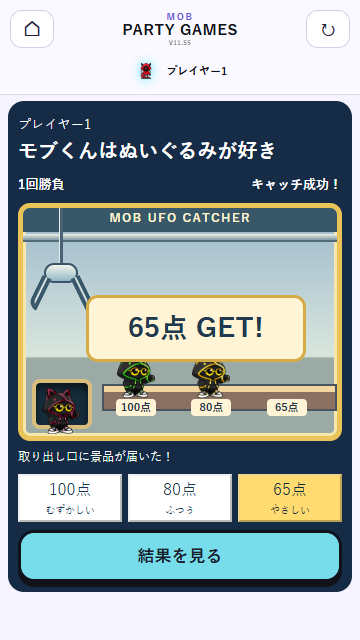 MOB
PARTY GAMES
V11.55
プレイヤー1
プレイヤー1
モブくんはぬいぐるみが好き
1回勝負
キャッチ成功！
MOB UFO CATCHER
65点 GET!
100点
80点
65点
取り出し口に景品が届いた！
100点
むずかしい
80点
ふつう
65点
やさしい
結果を見る